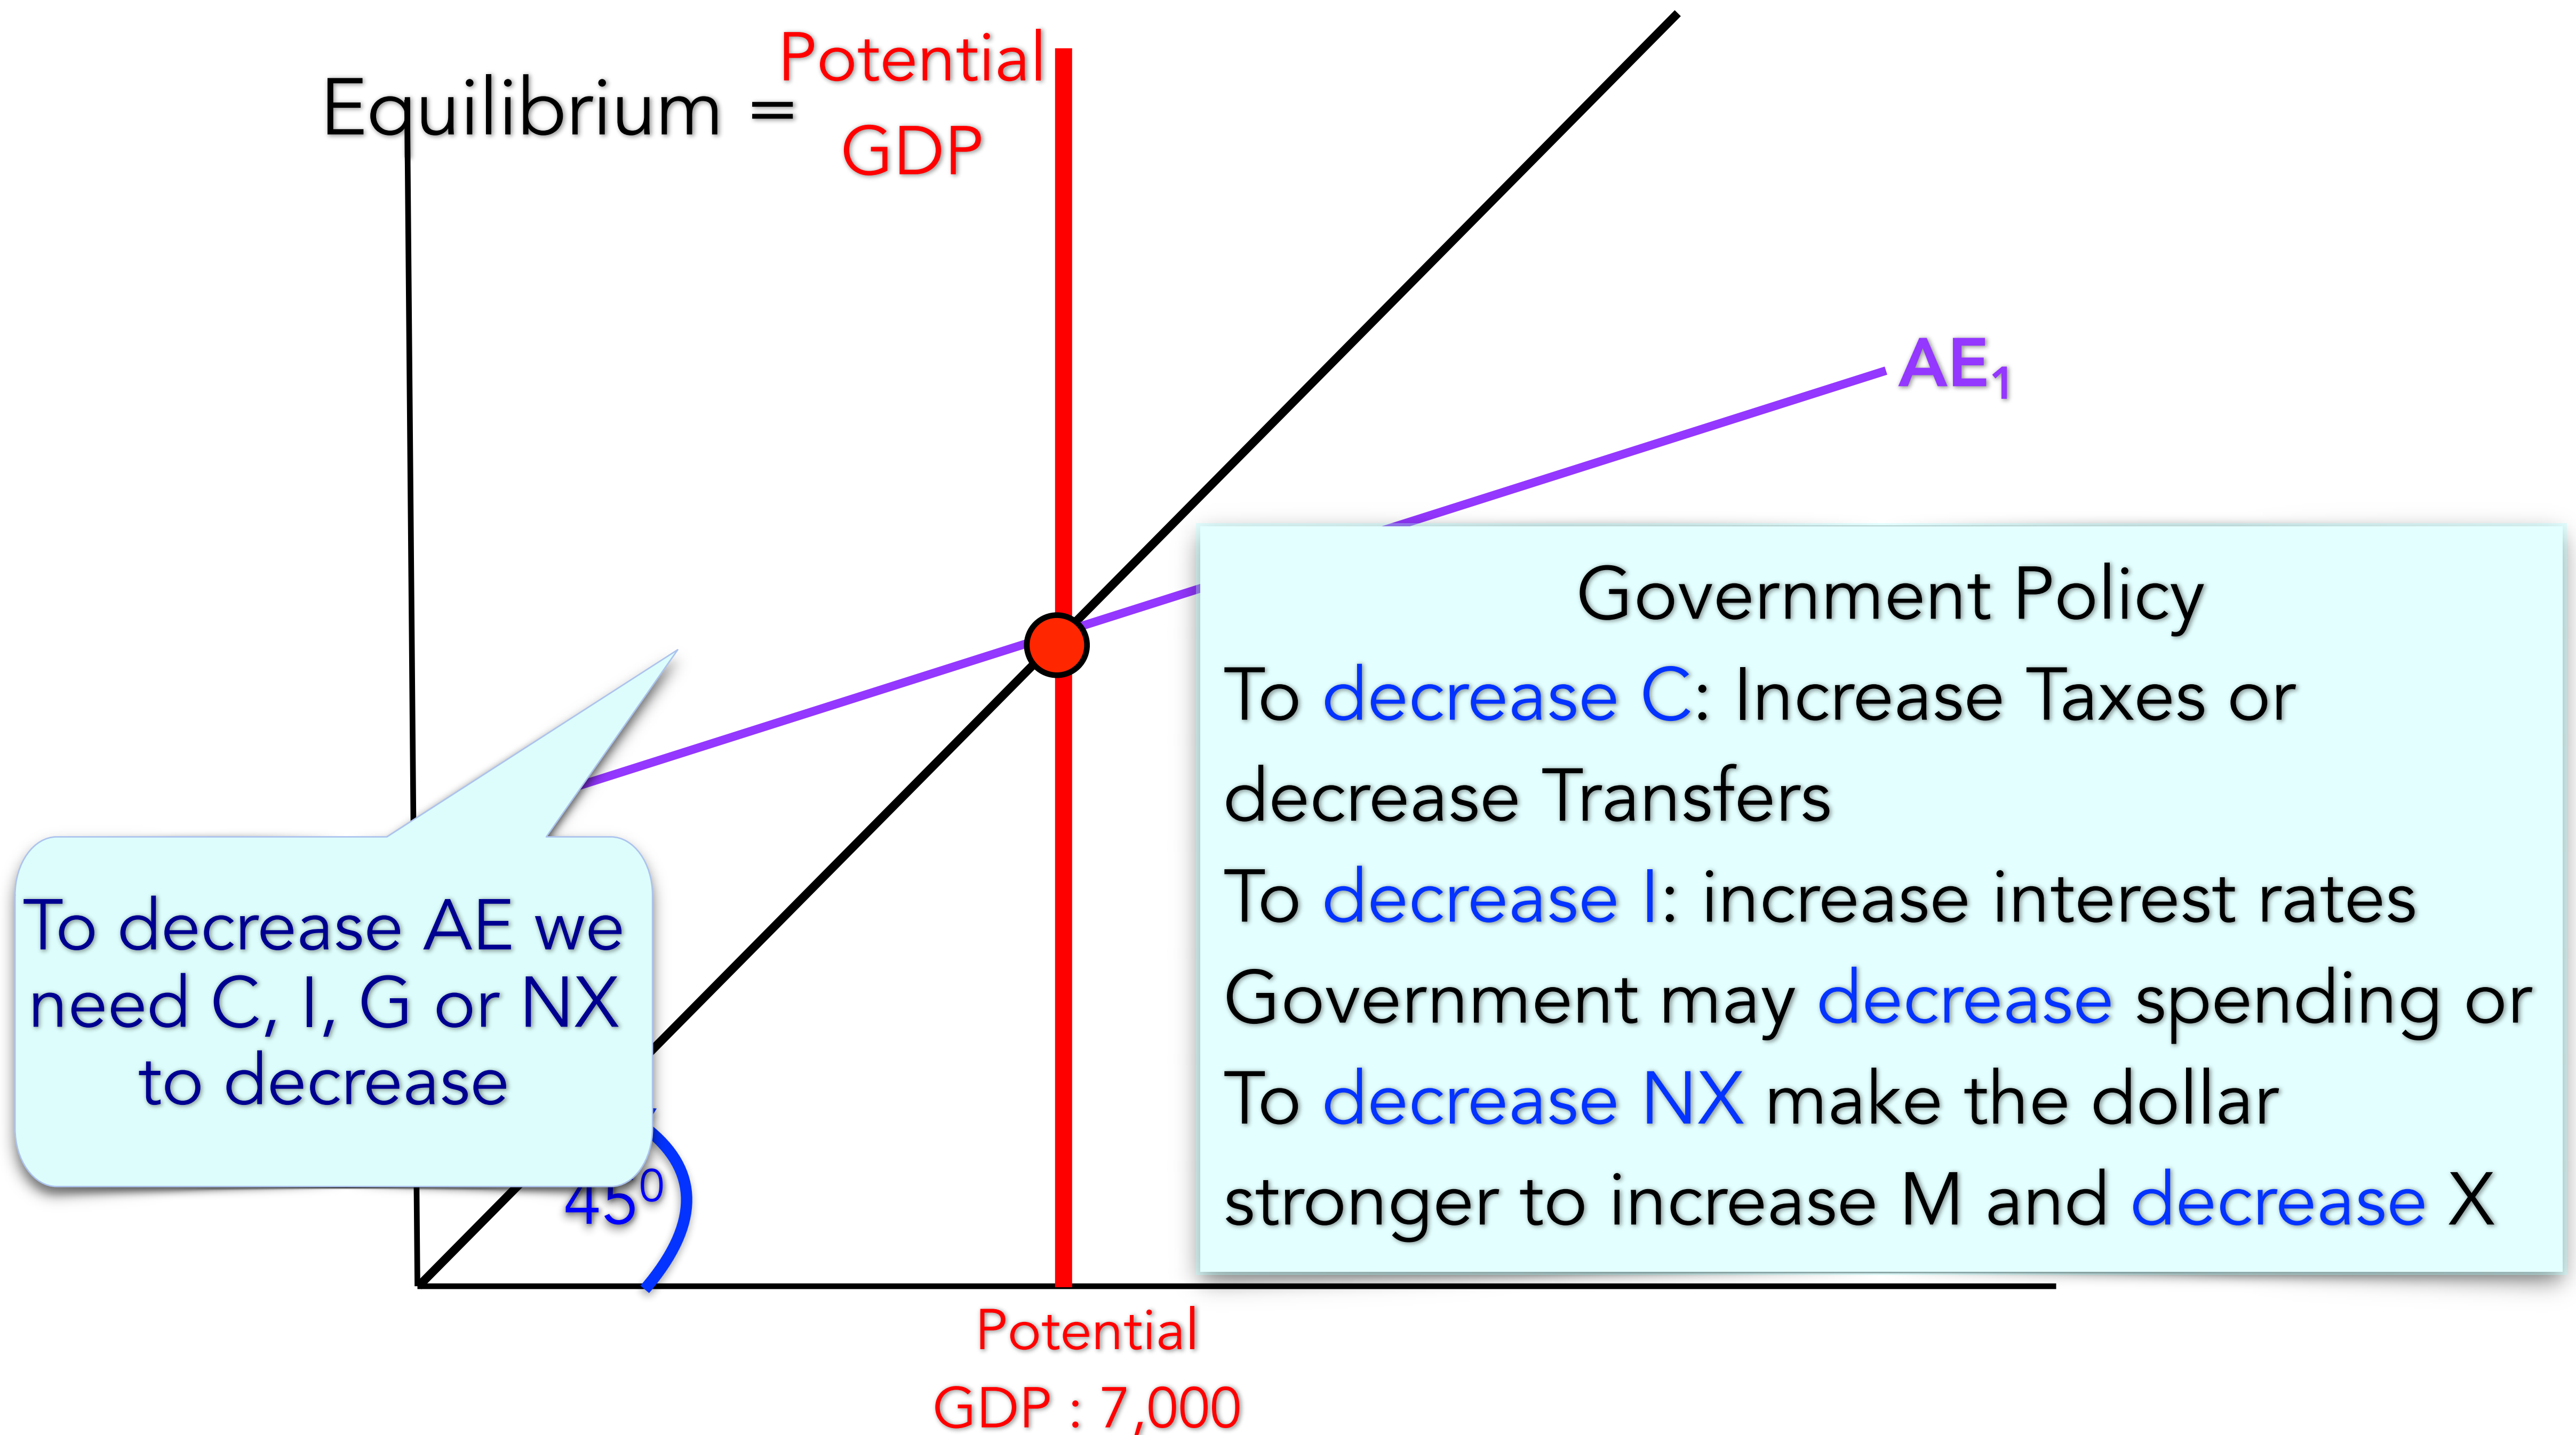 Equilibrium =
Potential
GDP
AE₁
Government Policy
To decrease C: Increase Taxes or
decrease Transfers
To decrease I: increase interest rates
Government may decrease spending or
To decrease NX make the dollar
stronger to increase M and decrease X
To decrease AE we
need C, I, G or NX
to decrease
45⁰
Potential
GDP : 7,000